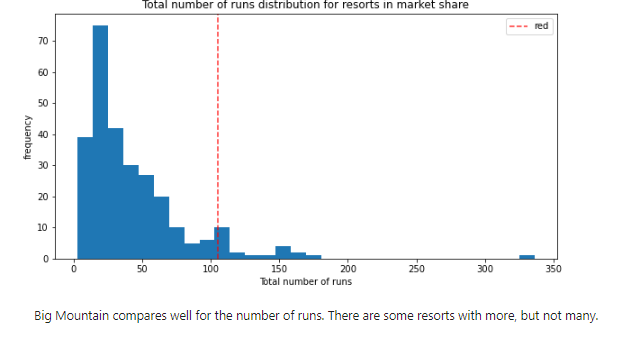 Total number of runs distribution for resorts in market share
red
70
60
50
40
30
20
10
0
frequency
0 50 100 150 200 250 300 350
Total number of runs
Big Mountain compares well for the number of runs. There are some resorts with more, but not many.